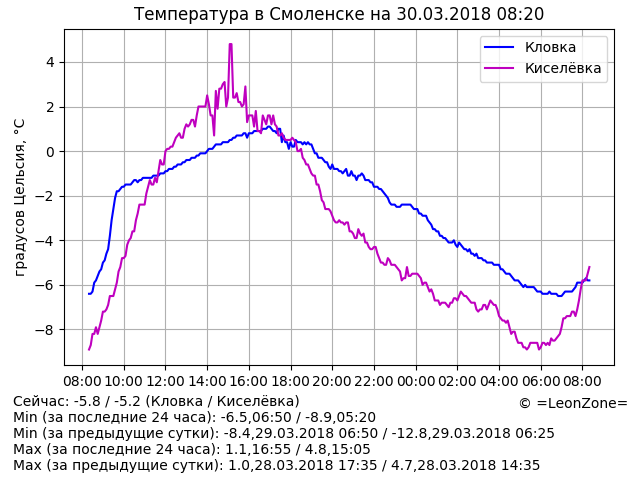 Температура в Смоленске на 30.03.2018 08:20
Кловка
Киселёвка
градусов Цельсия, °C
4
2
0
−2
−4
−6
−8
08:00 10:00 12:00 14:00 16:00 18:00 20:00 22:00 00:00 02:00 04:00 06:00 08:00
Сейчас: -5.8 / -5.2 (Кловка / Киселёвка)
© =LeonZone=
Min (за последние 24 часа): -6.5,06:50 / -8.9,05:20
Min (за предыдущие сутки): -8.4,29.03.2018 06:50 / -12.8,29.03.2018 06:25
Max (за последние 24 часа): 1.1,16:55 / 4.8,15:05
Max (за предыдущие сутки): 1.0,28.03.2018 17:35 / 4.7,28.03.2018 14:35